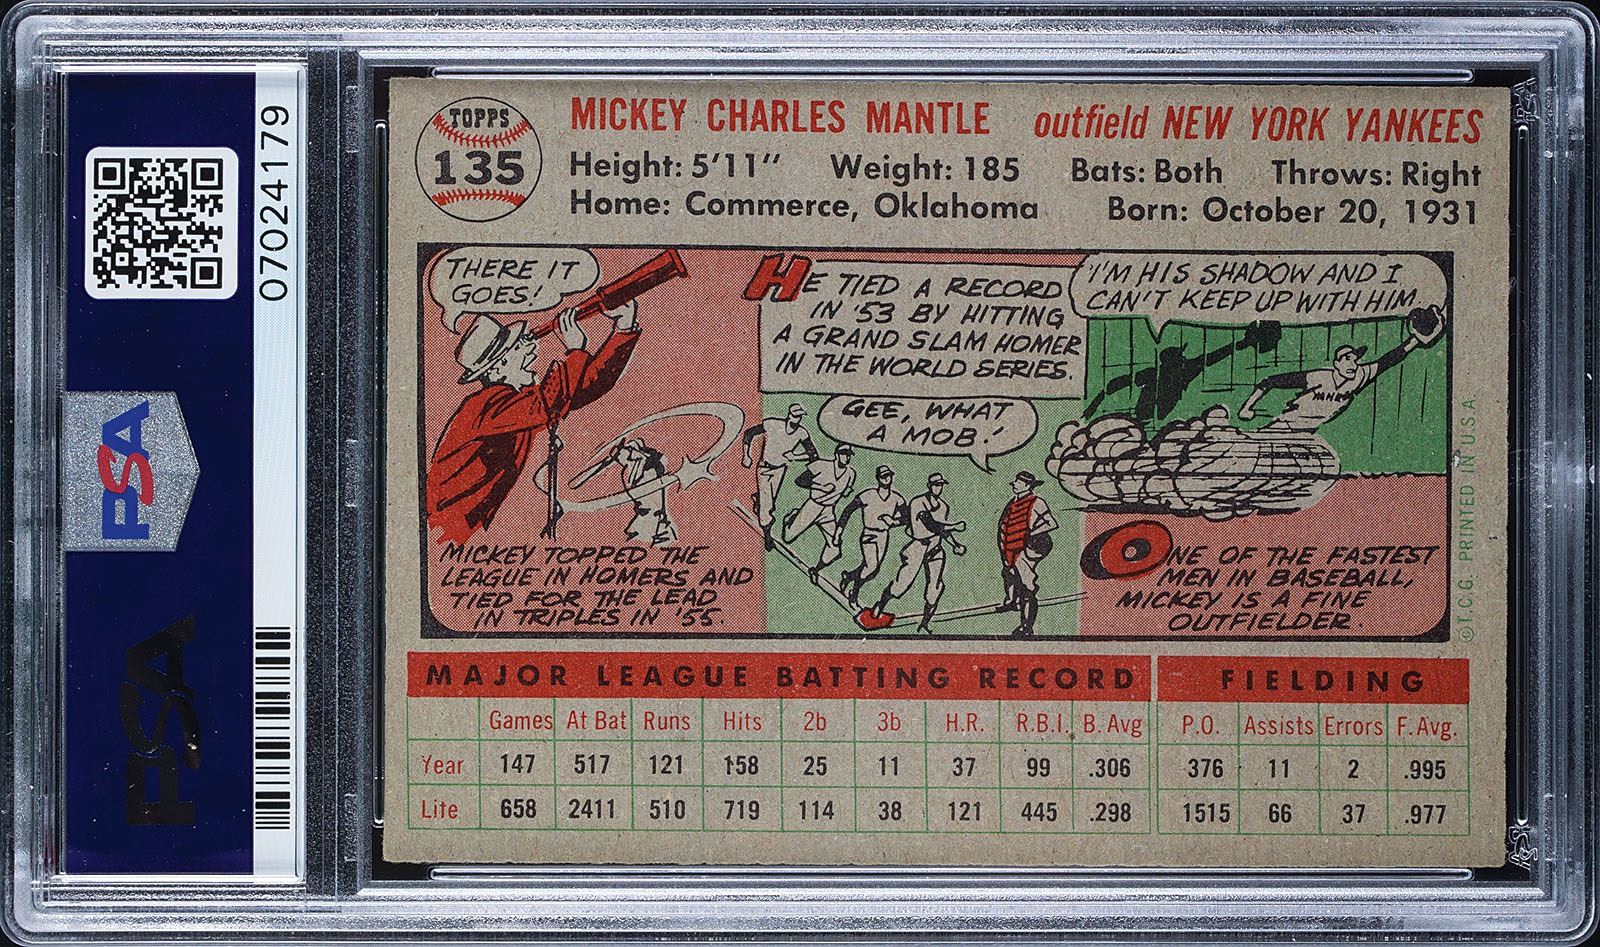 07024179
PSA
PSA
TOPPS
135
MICKEY CHARLES MANTLE outfield NEW YORK YANKEES
Height: 5'11" Weight: 185 Bats: Both Throws: Right
Home: Commerce, Oklahoma Born: October 20, 1931
THERE IT
GOES!
MICKEY TOPPED THE
LEAGUE IN HOMERS AND
TIED FOR THE LEAD
IN TRIPLES IN '55.
HE TIED A RECORD
IN '53 BY HITTING
A GRAND SLAM HOMER
IN THE WORLD SERIES.
GEE, WHAT
A MOB!
I'M HIS SHADOW AND I
CAN'T KEEP UP WITH HIM.
YANK
ONE OF THE FASTEST
MEN IN BASEBALL,
MICKEY IS A FINE
OUTFIELDER.
©T.C.G. PRINTED IN U.S.A.
MAJOR LEAGUE BATTING RECORD FIELDING
Games At Bat Runs Hits 2b 3b H.R. R.B.I. B. Avg P.O. Assists Errors F. Avg.
Year 147 517 121 158 25 11 37 99 .306 376 11 2 .995
Life 658 2411 510 719 114 38 121 445 .298 1515 66 37 .977